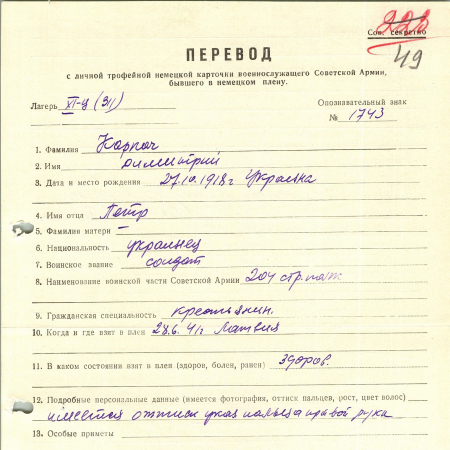 Сов. секретно
49
ПЕРЕВОД
с личной трофейной немецкой карточки военнослужащего Советской Армии,
бывшего в немецком плену.
Лагерь XI-Ц (311)
Опознавательный знак
№ 1743
1. Фамилия Карпач
2. Имя Димитрий
3. Дата и место рождения 27.10.1918 г Украина
4. Имя отца Петр
5. Фамилия матери —
6. Национальность украинец
7. Воинское звание солдат
8. Наименование воинской части Советской Армии 204 стр. полк
9. Гражданская специальность крестьянин.
10. Когда и где взят в плен 28.6.41 г Латвия
11. В каком состоянии взят в плен (здоров, болен, ранен) здоров.
12. Подробные персональные данные (имеется фотография, оттиск пальцев, рост, цвет волос)
имеется оттиск указ пальца правой руки
13. Особые приметы